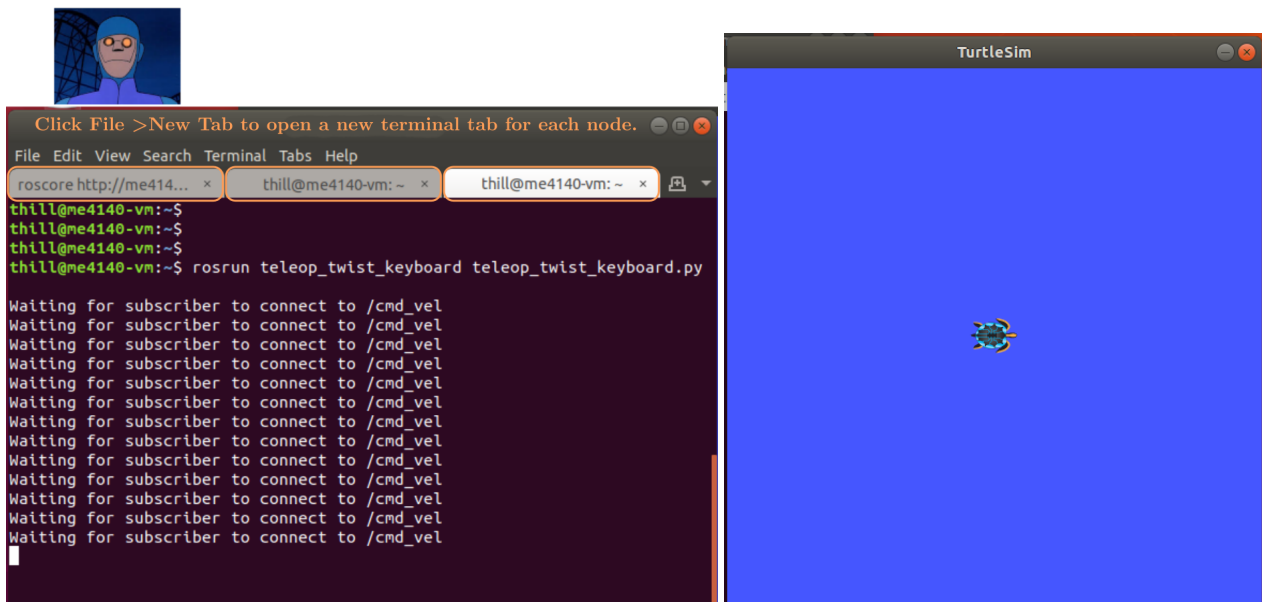 Click File >New Tab to open a new terminal tab for each node.
File Edit View Search Terminal Tabs Help
roscore http://me414... × thill@me4140-vm: ~ × thill@me4140-vm: ~ ×
thill@me4140-vm:~$
thill@me4140-vm:~$
thill@me4140-vm:~$
thill@me4140-vm:~$ rosrun teleop_twist_keyboard teleop_twist_keyboard.py
Waiting for subscriber to connect to /cmd_vel
Waiting for subscriber to connect to /cmd_vel
Waiting for subscriber to connect to /cmd_vel
Waiting for subscriber to connect to /cmd_vel
Waiting for subscriber to connect to /cmd_vel
Waiting for subscriber to connect to /cmd_vel
Waiting for subscriber to connect to /cmd_vel
Waiting for subscriber to connect to /cmd_vel
Waiting for subscriber to connect to /cmd_vel
Waiting for subscriber to connect to /cmd_vel
Waiting for subscriber to connect to /cmd_vel
Waiting for subscriber to connect to /cmd_vel
Waiting for subscriber to connect to /cmd_vel
TurtleSim